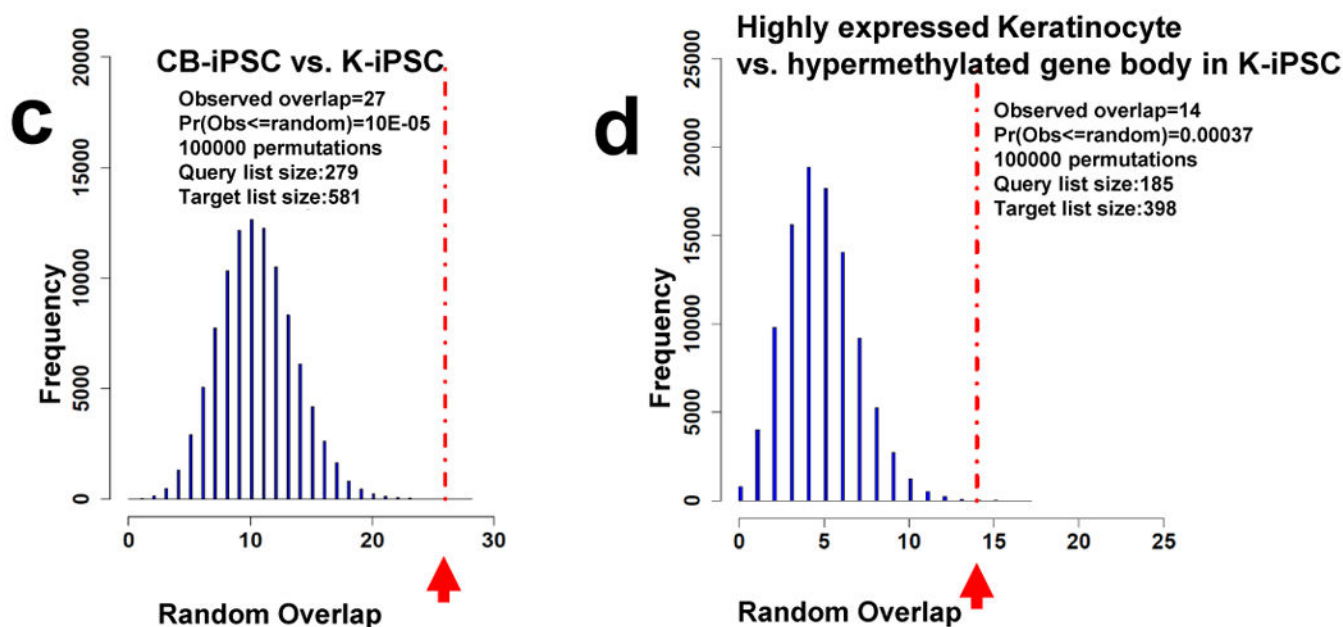 c
CB-iPSC vs. K-iPSC
Observed overlap=27
Pr(Obs<=random)=10E-05
100000 permutations
Query list size:279
Target list size:581
Frequency
20000
15000
10000
5000
0
0 10 20 30
Random Overlap
d
Highly expressed Keratinocyte
vs. hypermethylated gene body in K-iPSC
Observed overlap=14
Pr(Obs<=random)=0.00037
100000 permutations
Query list size:185
Target list size:398
Frequency
25000
20000
15000
10000
5000
0
0 5 10 15 20 25
Random Overlap